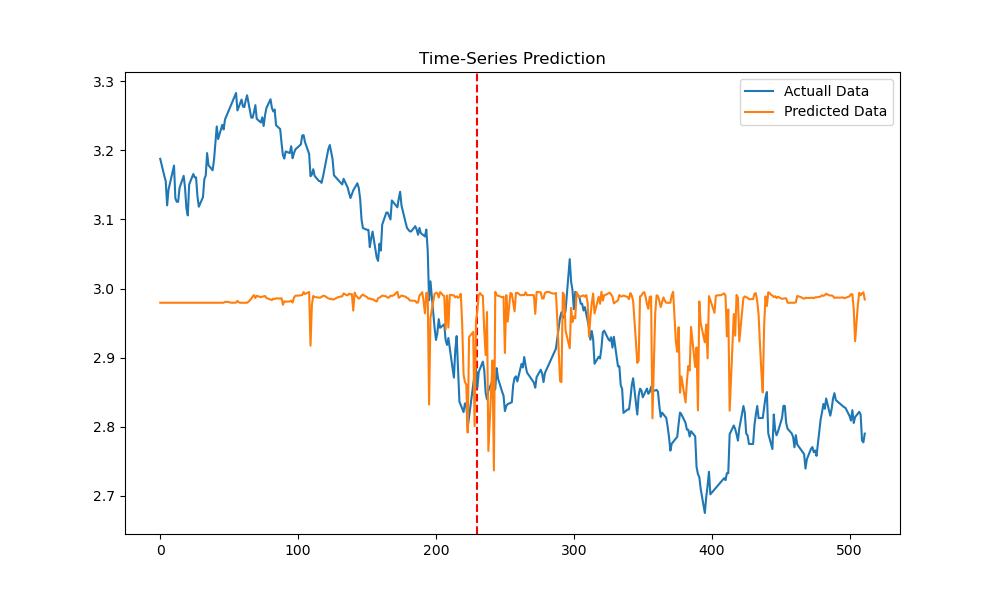 Time-Series Prediction
Actuall Data
Predicted Data
3.3
3.2
3.1
3.0
2.9
2.8
2.7
0 100 200 300 400 500